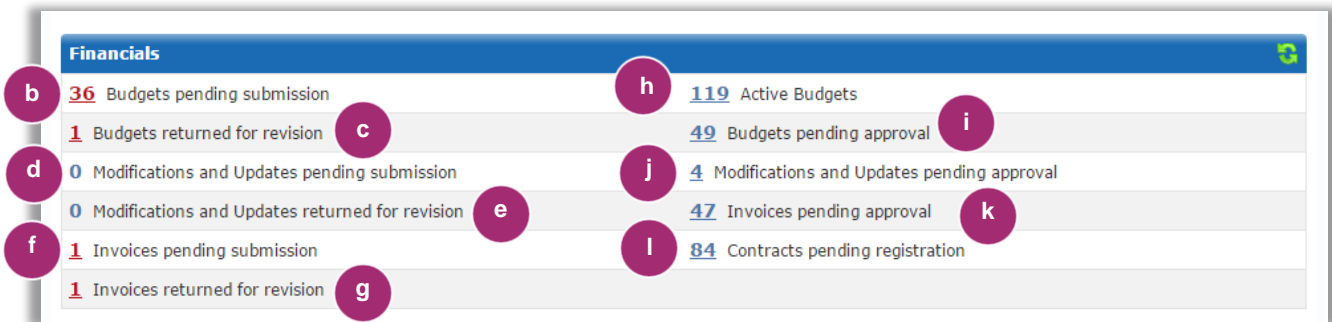 Financials
b 36 Budgets pending submission h 119 Active Budgets
1 Budgets returned for revision c 49 Budgets pending approval i
d 0 Modifications and Updates pending submission j 4 Modifications and Updates pending approval
0 Modifications and Updates returned for revision e 47 Invoices pending approval k
f 1 Invoices pending submission l 84 Contracts pending registration
1 Invoices returned for revision g